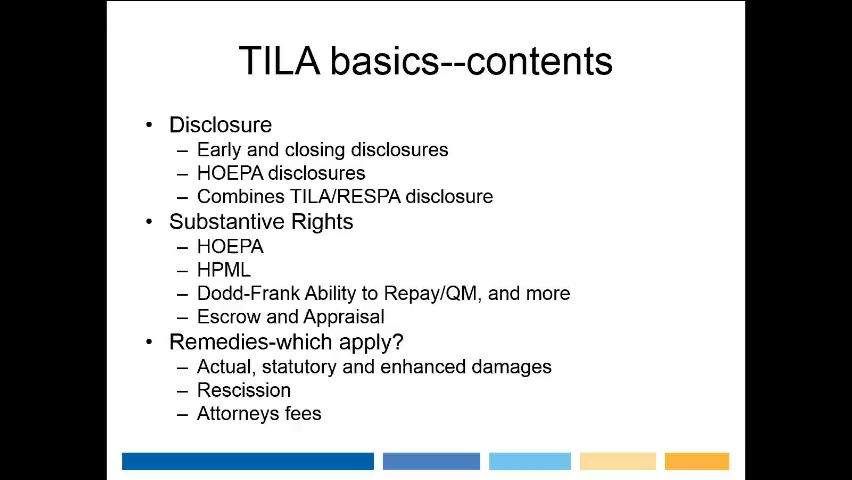 TILA basics--contents
• Disclosure
– Early and closing disclosures
– HOEPA disclosures
– Combines TILA/RESPA disclosure
• Substantive Rights
– HOEPA
– HPML
– Dodd-Frank Ability to Repay/QM, and more
– Escrow and Appraisal
• Remedies-which apply?
– Actual, statutory and enhanced damages
– Rescission
– Attorneys fees